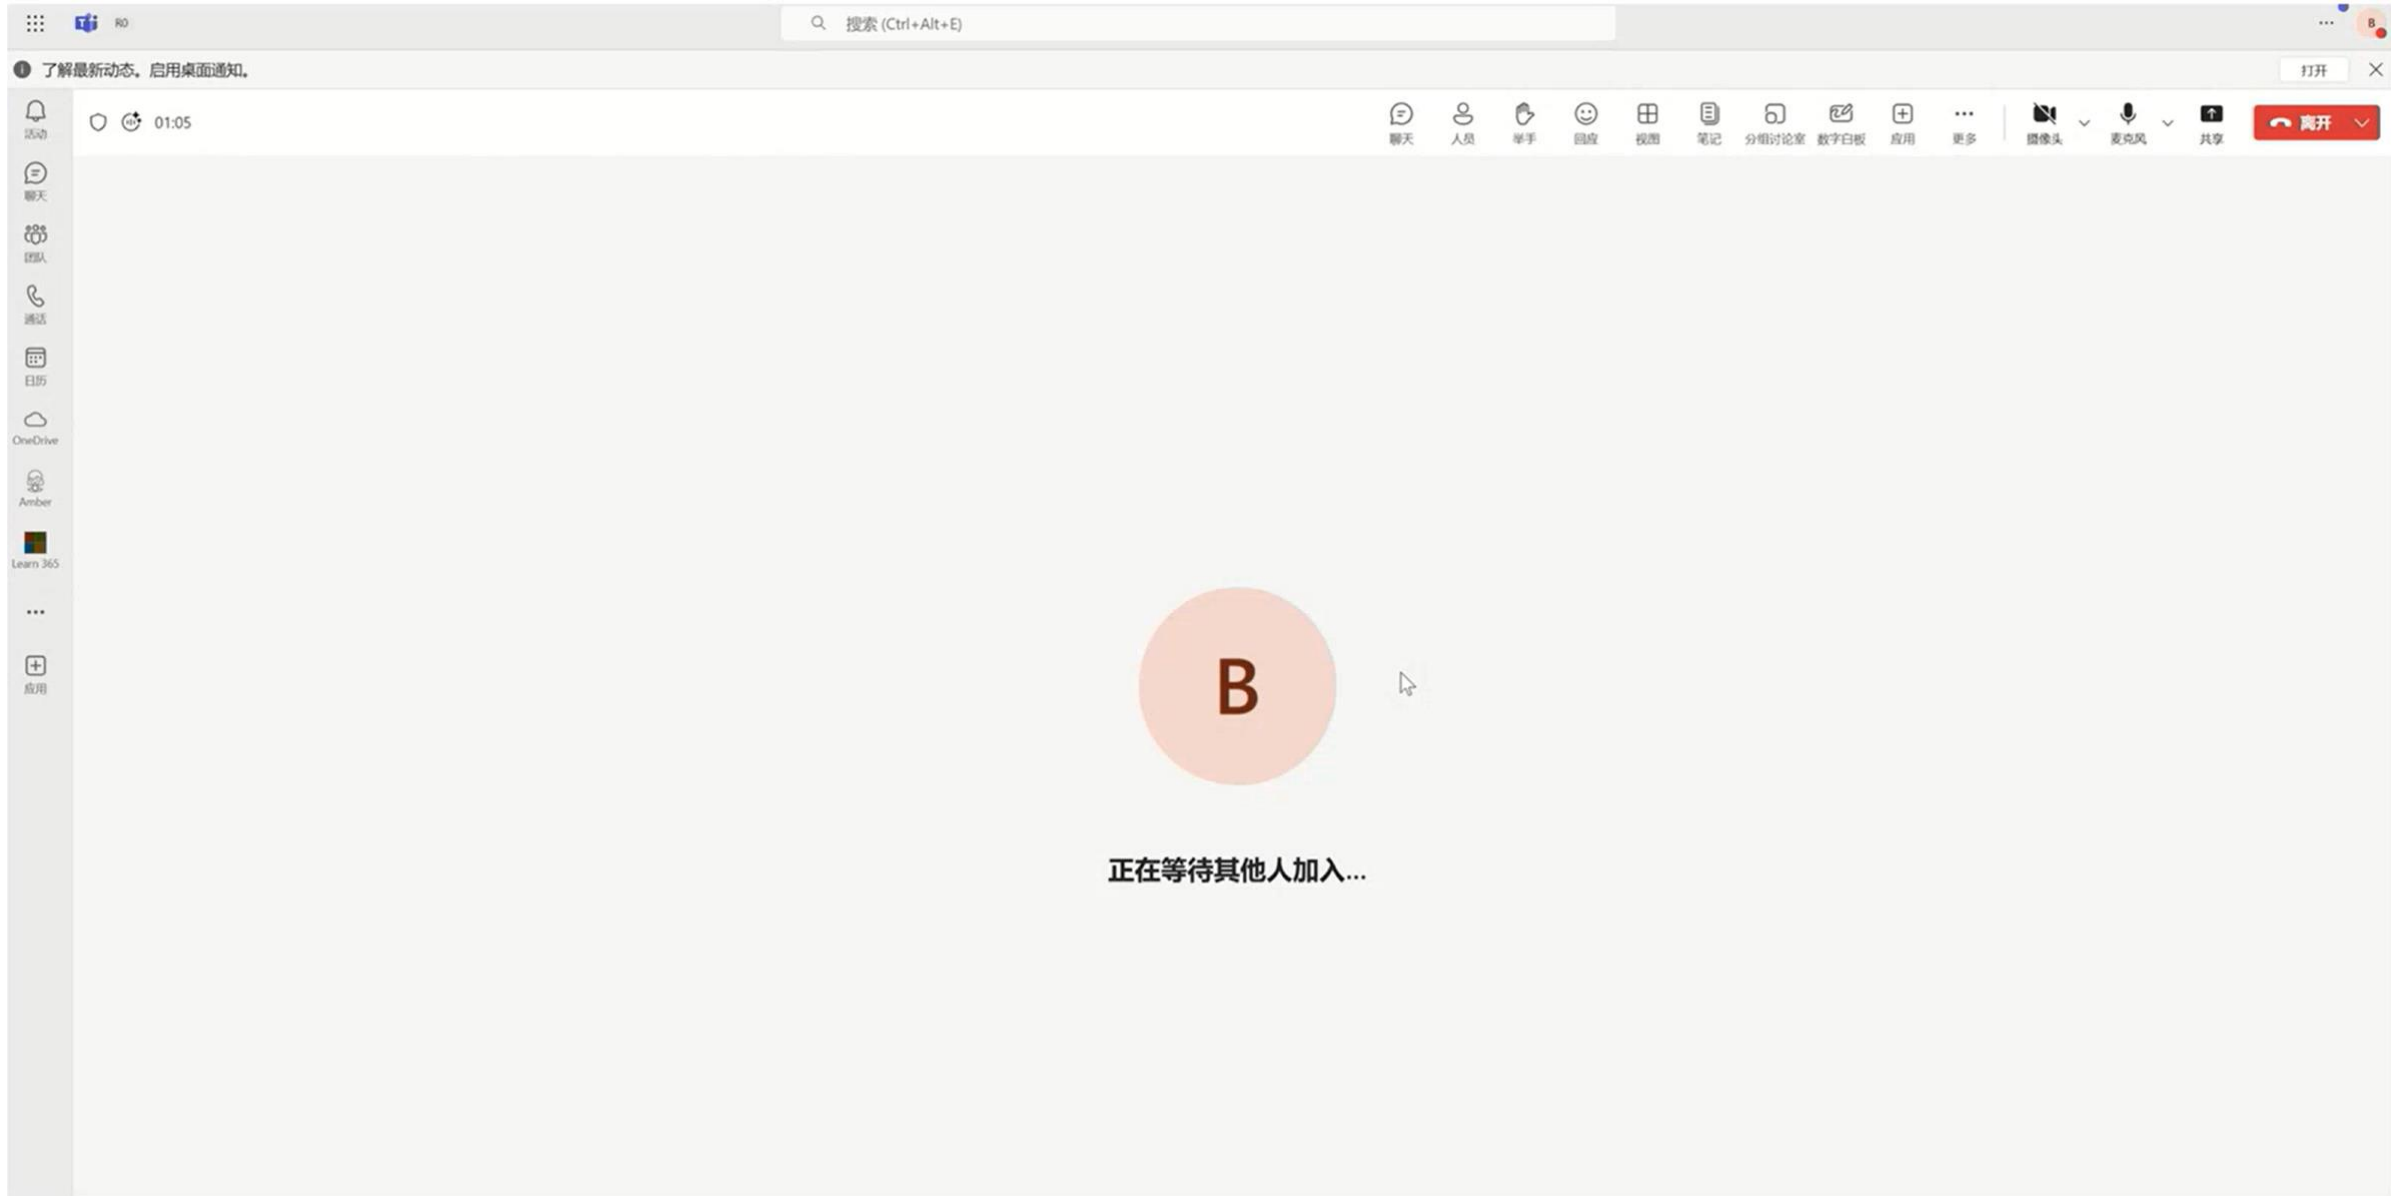 RO
搜索 (Ctrl+Alt+E)
B
了解最新动态。启用桌面通知。
打开
01:05
聊天
人员
举手
回应
视图
笔记
分组讨论室
数字白板
应用
更多
摄像头
麦克风
共享
离开
活动
聊天
团队
通话
日历
OneDrive
Amber
Learn 365
应用
B
正在等待其他人加入...